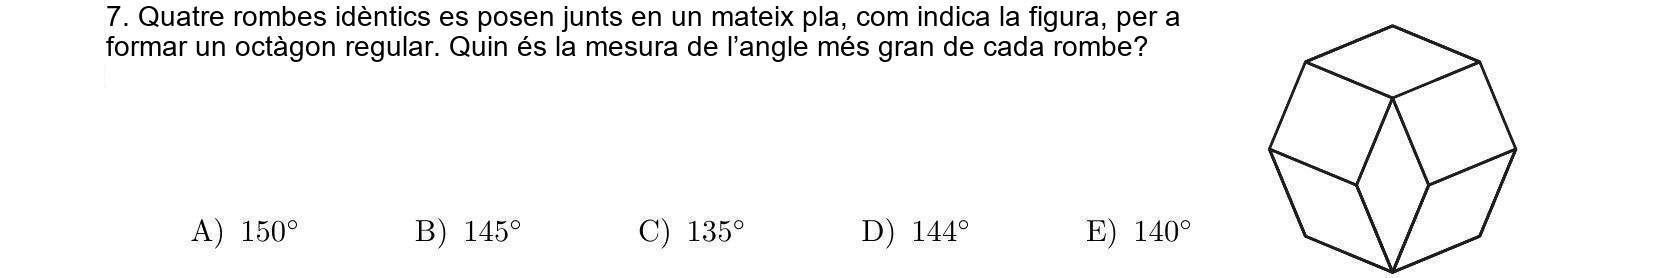 7. Quatre rombes idèntics es posen junts en un mateix pla, com indica la figura, per a
formar un octàgon regular. Quin és la mesura de l’angle més gran de cada rombe?
A) 150° B) 145° C) 135° D) 144° E) 140°